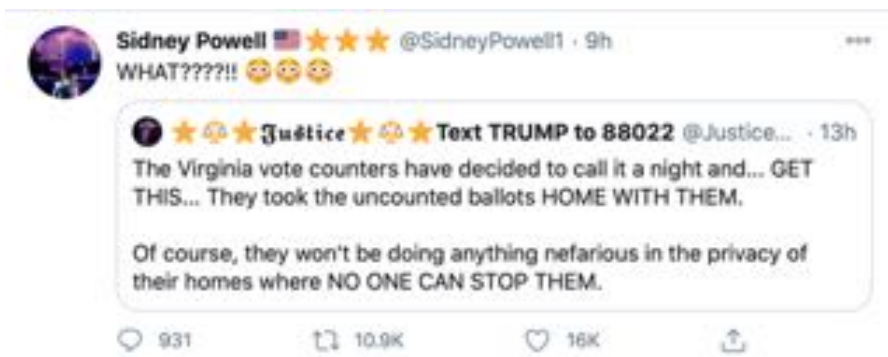 Sidney Powell 🇺🇸⭐⭐⭐ @SidneyPowell1 · 9h
WHAT????!! 😳😳😳
⭐⚖️⭐𝕵𝖚𝖘𝖙𝖎𝖈𝖊⭐⚖️⭐Text TRUMP to 88022 @Justice... · 13h
The Virginia vote counters have decided to call it a night and... GET
THIS... They took the uncounted ballots HOME WITH THEM.
Of course, they won't be doing anything nefarious in the privacy of
their homes where NO ONE CAN STOP THEM.
931 10.9K 16K